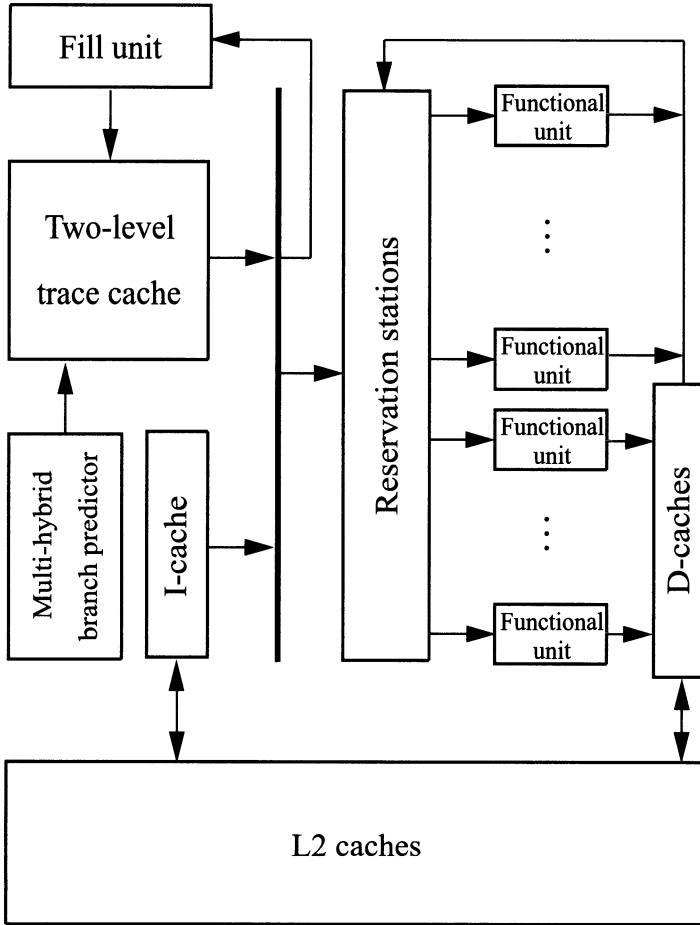 Fill unit
Two-level
trace cache
Multi-hybrid
branch predictor
I-cache
Reservation stations
Functional
unit
Functional
unit
Functional
unit
Functional
unit
D-caches
L2 caches